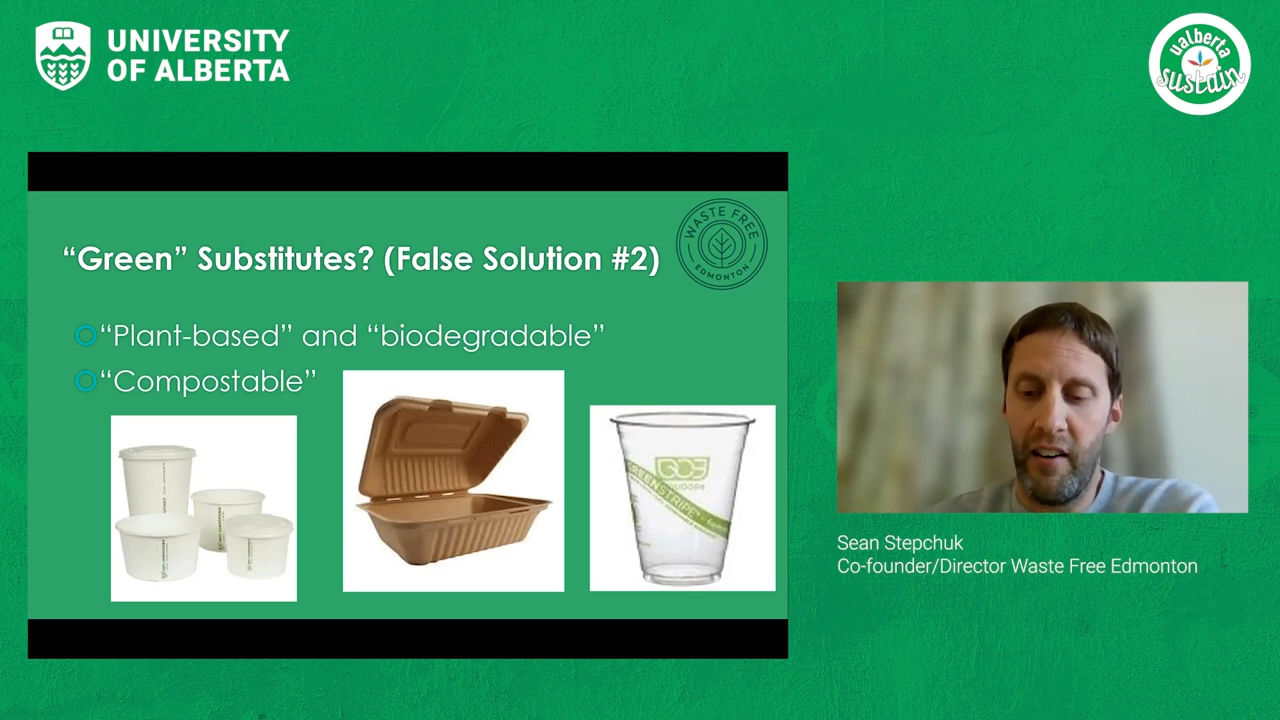 UNIVERSITY
OF ALBERTA
ualberta
sustain
WASTE FREE
EDMONTON
“Green” Substitutes? (False Solution #2)
“Plant-based” and “biodegradable”
“Compostable”
GREENSTRIPE
Sean Stepchuk
Co-founder/Director Waste Free Edmonton